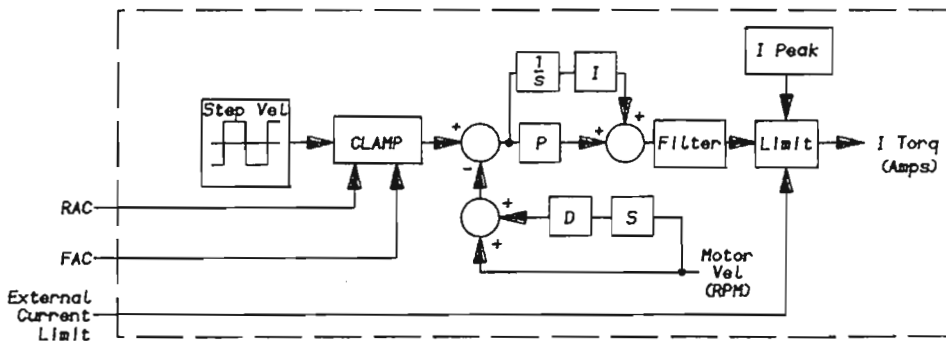 I Peak
1
s
I
Step Vel
CLAMP
+
-
P
+
+
Filter
Limit
I Torq
(Amps)
RAC
+
+
D
S
FAC
Motor
Vel
(RPM)
External
Current
Limit